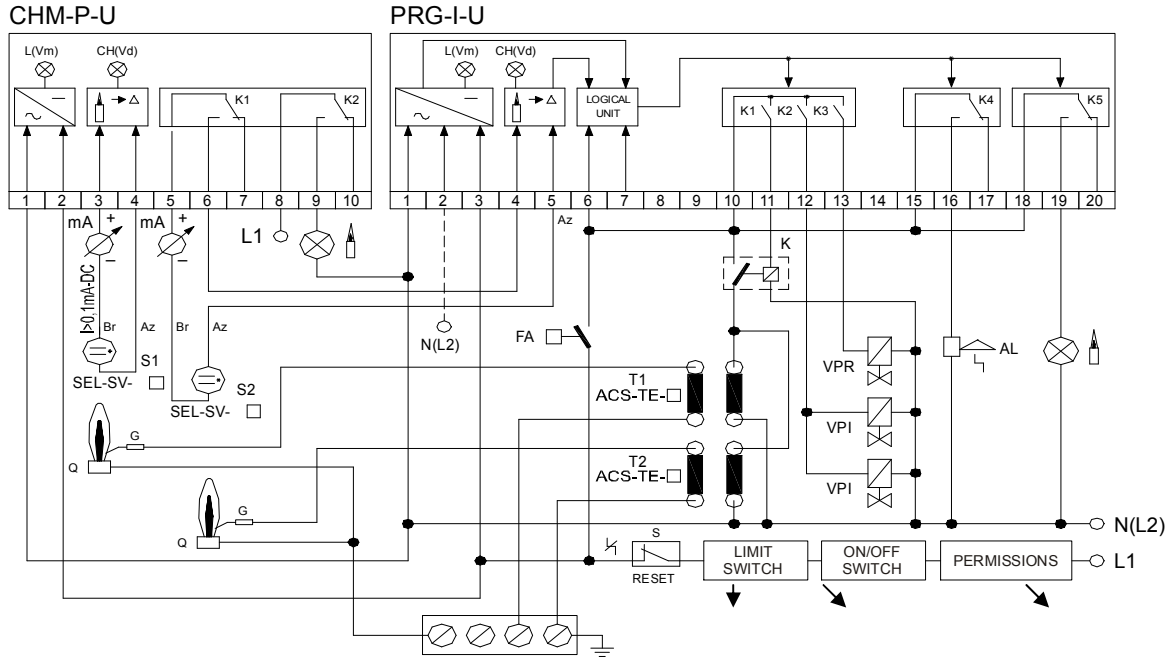 CHM-P-U
PRG-I-U
L(Vm) CH(Vd)
L(Vm) CH(Vd)
K1 K2
LOGICAL
UNIT
K1 K2 K3
K4
K5
1 2 3 4 5 6 7 8 9 10
1 2 3 4 5 6 7 8 9 10 11 12 13 14 15 16 17 18 19 20
mA + mA +
– –
L1
Az
K
I>0,1mA-DC
Br Az Br Az
N(L2)
FA
S1
SEL-SV-
S2
SEL-SV-
T1
ACS-TE-
T2
ACS-TE-
VPR
VPI
VPI
AL
G
Q
G
Q
N(L2)
S
RESET
LIMIT
SWITCH
ON/OFF
SWITCH
PERMISSIONS
L1